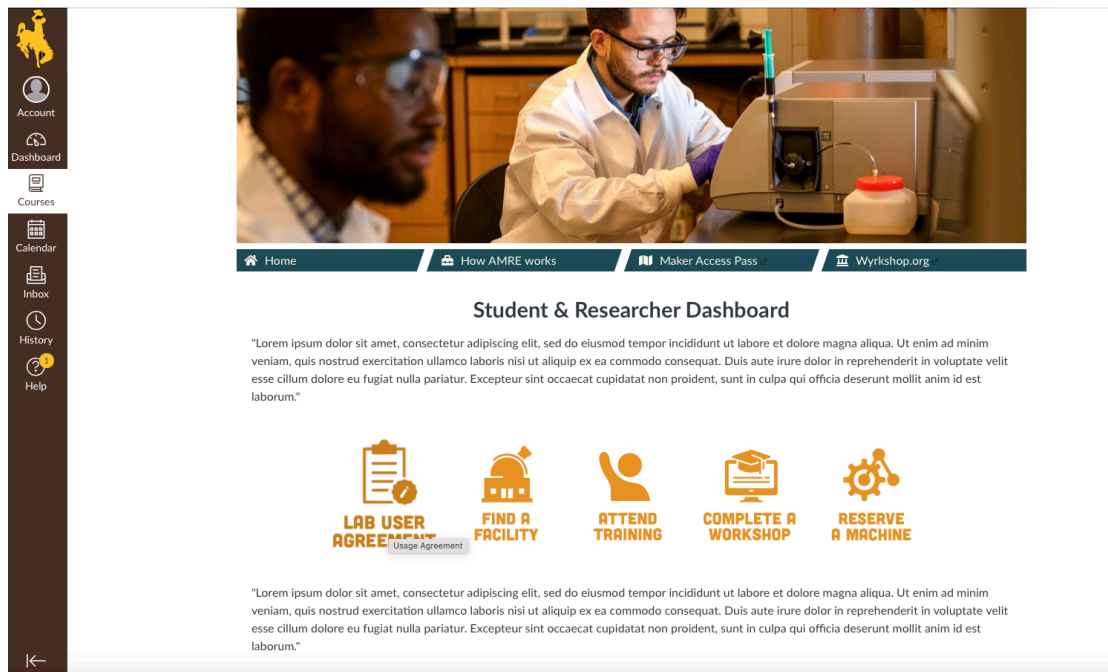 Account
Dashboard
Courses
Calendar
Inbox
History
1
Help
Home
How AMRE works
Maker Access Pass
Wyrkshop.org
Student & Researcher Dashboard
"Lorem ipsum dolor sit amet, consectetur adipiscing elit, sed do eiusmod tempor incididunt ut labore et dolore magna aliqua. Ut enim ad minim
veniam, quis nostrud exercitation ullamco laboris nisi ut aliquip ex ea commodo consequat. Duis aute irure dolor in reprehenderit in voluptate velit
esse cillum dolore eu fugiat nulla pariatur. Excepteur sint occaecat cupidatat non proident, sunt in culpa qui officia deserunt mollit anim id est
laborum."
LAB USER
AGREEMENT
Usage Agreement
FIND A
FACILITY
ATTEND
TRAINING
COMPLETE A
WORKSHOP
RESERVE
A MACHINE
"Lorem ipsum dolor sit amet, consectetur adipiscing elit, sed do eiusmod tempor incididunt ut labore et dolore magna aliqua. Ut enim ad minim
veniam, quis nostrud exercitation ullamco laboris nisi ut aliquip ex ea commodo consequat. Duis aute irure dolor in reprehenderit in voluptate velit
esse cillum dolore eu fugiat nulla pariatur. Excepteur sint occaecat cupidatat non proident, sunt in culpa qui officia deserunt mollit anim id est
laborum."